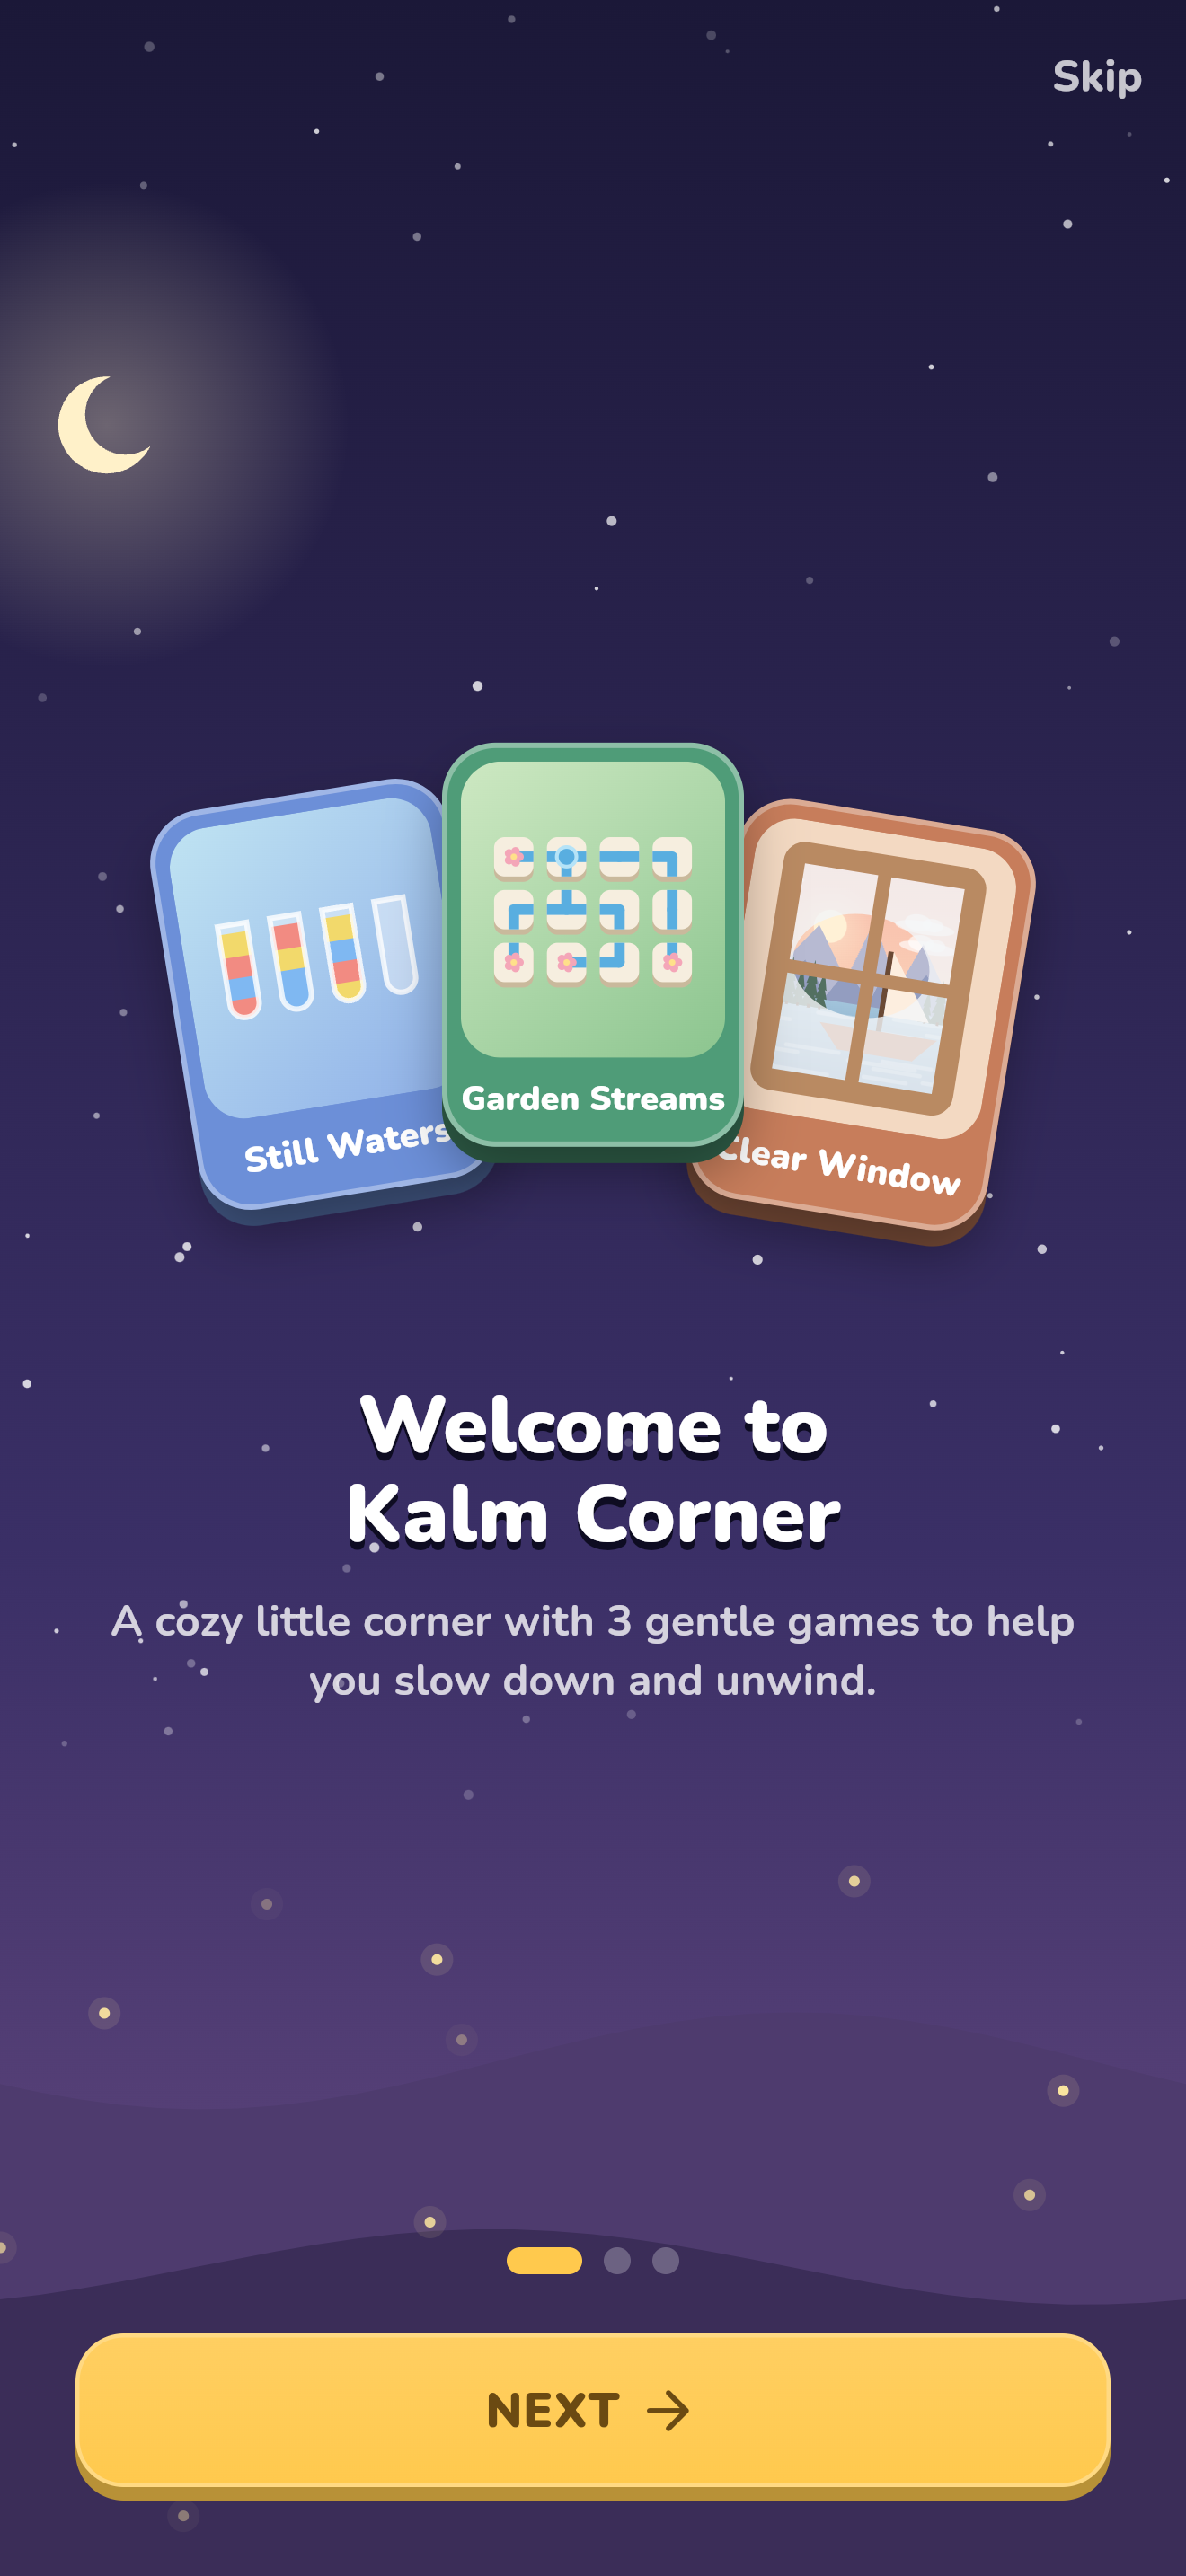 Skip
Still Waters
Garden Streams
Clear Window
Welcome to
Kalm Corner
A cozy little corner with 3 gentle games to help
you slow down and unwind.
NEXT →